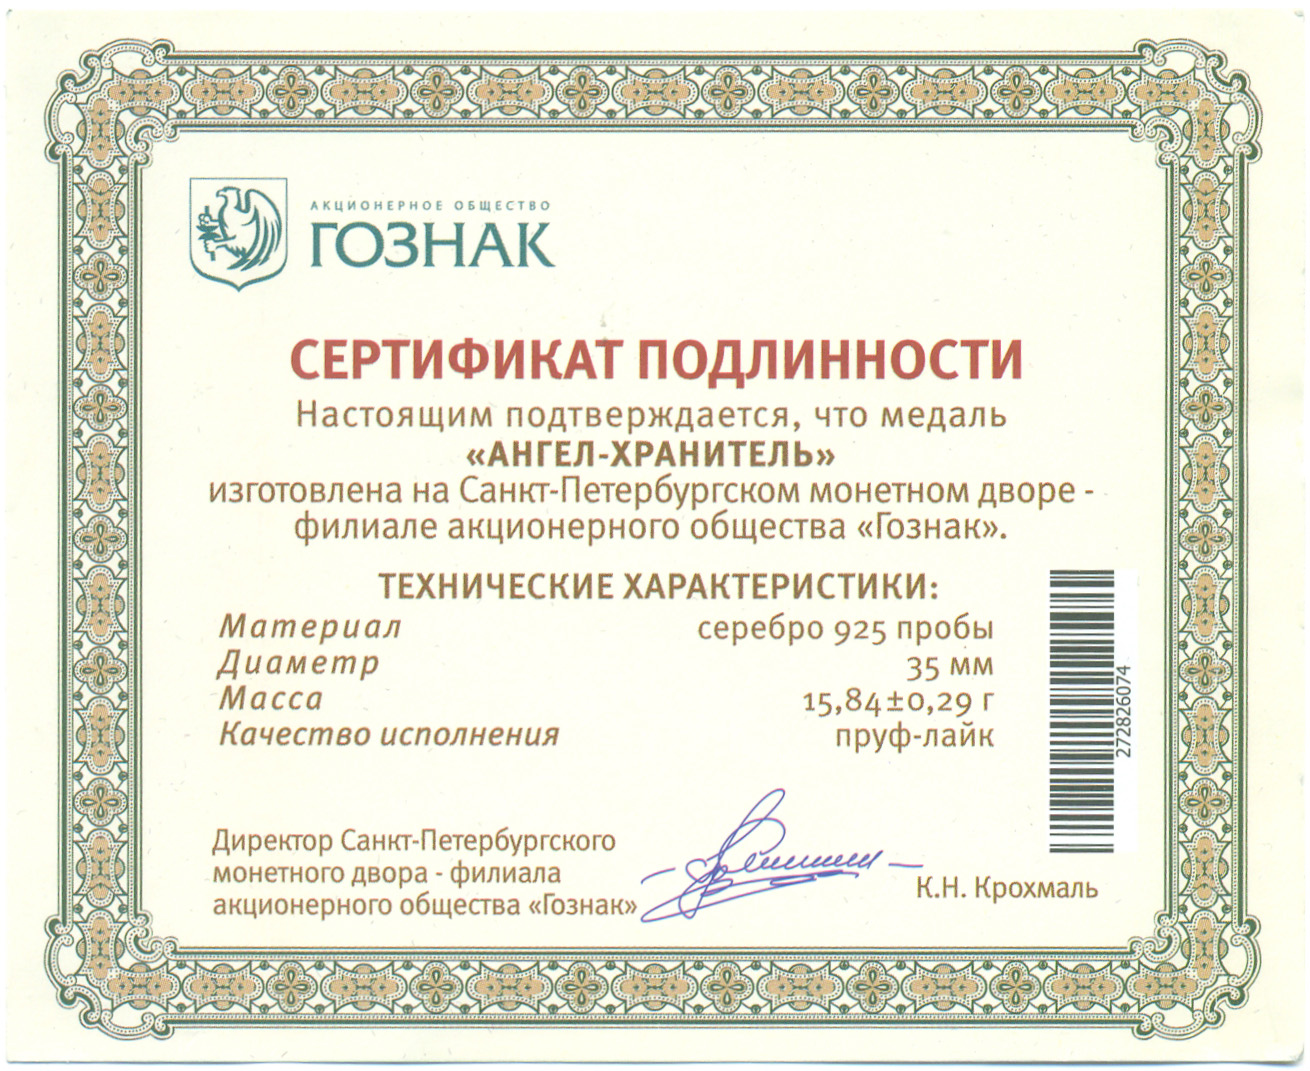 АКЦИОНЕРНОЕ ОБЩЕСТВО
ГОЗНАК
СЕРТИФИКАТ ПОДЛИННОСТИ
Настоящим подтверждается, что медаль
«АНГЕЛ-ХРАНИТЕЛЬ»
изготовлена на Санкт-Петербургском монетном дворе -
филиале акционерного общества «Гознак».
ТЕХНИЧЕСКИЕ ХАРАКТЕРИСТИКИ:
Материал серебро 925 пробы
Диаметр 35 мм
Масса 15,84±0,29 г
Качество исполнения пруф-лайк
272826074
Директор Санкт-Петербургского
монетного двора - филиала
акционерного общества «Гознак»
К.Н. Крохмаль